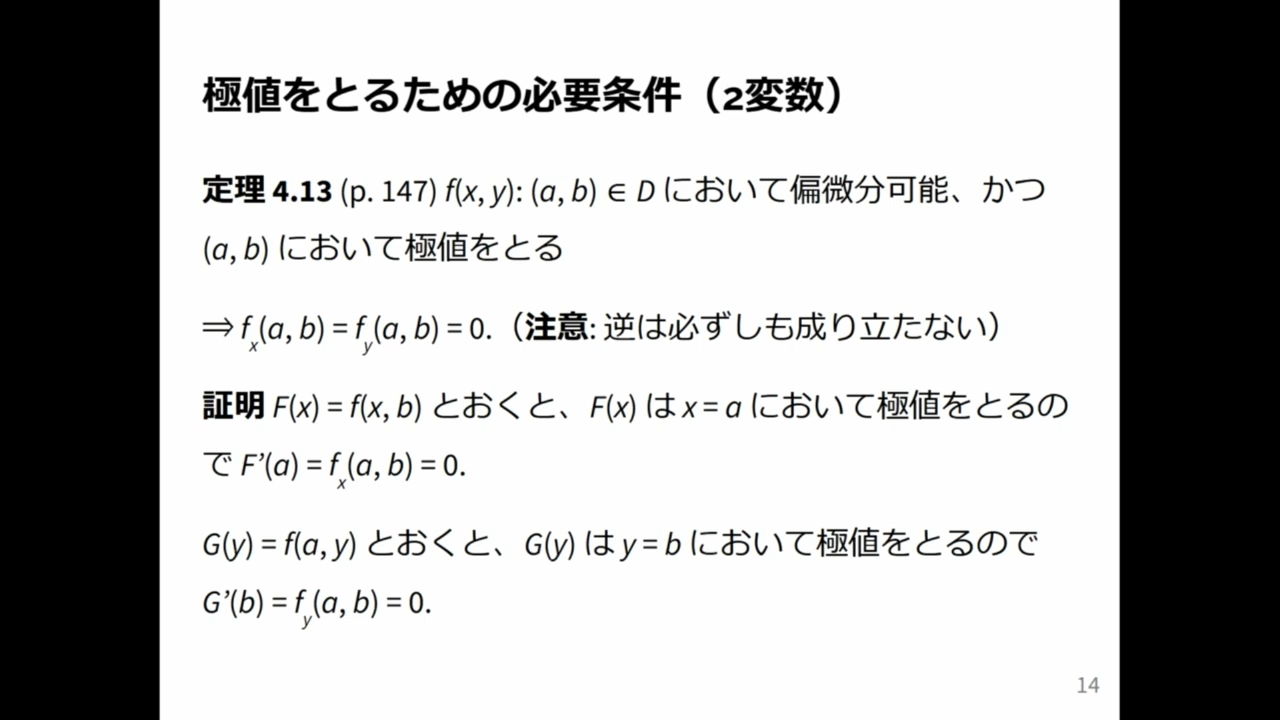 極値をとるための必要条件（2変数）
定理 4.13 (p. 147) f(x, y): (a, b) ∈ D において偏微分可能、かつ
(a, b) において極値をとる
⇒ f_x(a, b) = f_y(a, b) = 0.（注意: 逆は必ずしも成り立たない）
証明 F(x) = f(x, b) とおくと、F(x) は x = a において極値をとるの
で F’(a) = f_x(a, b) = 0.
G(y) = f(a, y) とおくと、G(y) は y = b において極値をとるので
G’(b) = f_y(a, b) = 0.
14